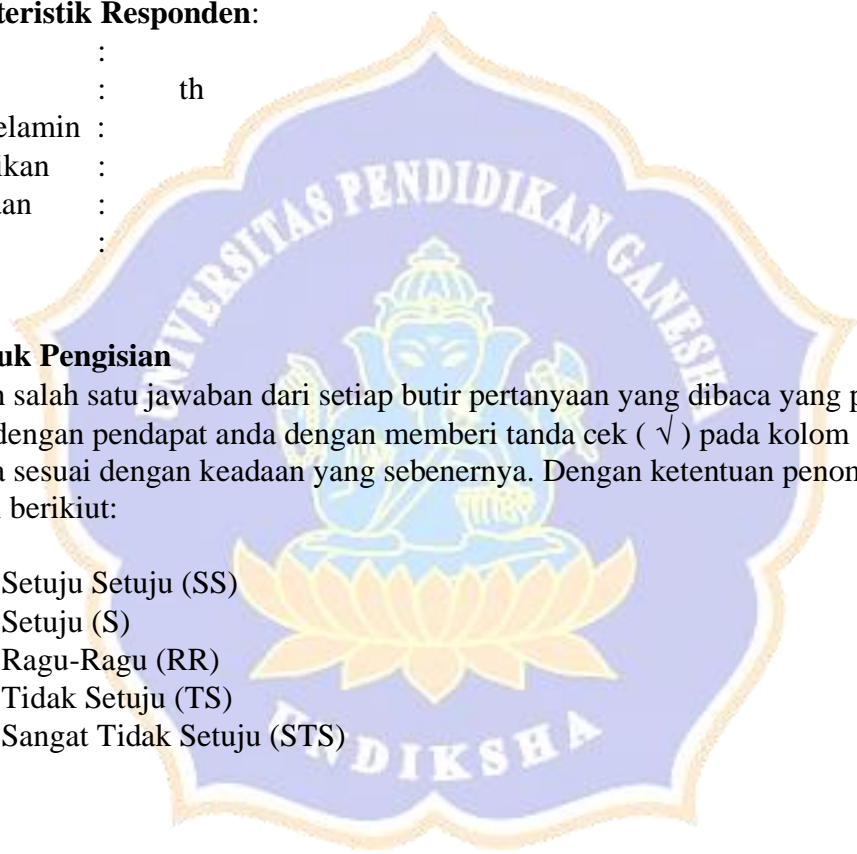 teristik Responden:
:
: th
elamin :
ikan :
an :
:
uk Pengisian
n salah satu jawaban dari setiap butir pertanyaan yang dibaca yang p
dengan pendapat anda dengan memberi tanda cek ( √ ) pada kolom
a sesuai dengan keadaan yang sebenernya. Dengan ketentuan penom
berikiut:
Setuju Setuju (SS)
Setuju (S)
Ragu-Ragu (RR)
Tidak Setuju (TS)
Sangat Tidak Setuju (STS)
UNIVERSITAS PENDIDIKAN GANESHA
UNDIKSHA